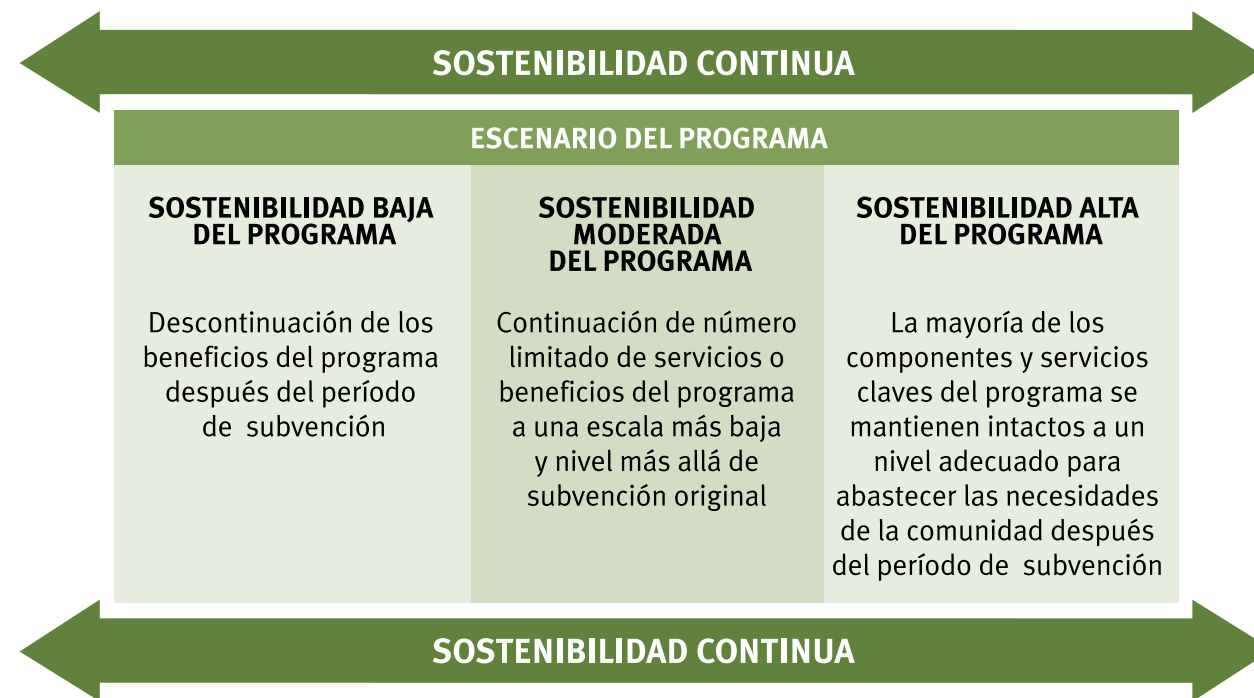 SOSTENIBILIDAD CONTINUA
ESCENARIO DEL PROGRAMA
SOSTENIBILIDAD BAJA
DEL PROGRAMA
Descontinuación de los
beneficios del programa
después del período
de subvención
SOSTENIBILIDAD
MODERADA
DEL PROGRAMA
Continuación de número
limitado de servicios o
beneficios del programa
a una escala más baja
y nivel más allá de
subvención original
SOSTENIBILIDAD ALTA
DEL PROGRAMA
La mayoría de los
componentes y servicios
claves del programa se
mantienen intactos a un
nivel adecuado para
abastecer las necesidades
de la comunidad después
del período de subvención
SOSTENIBILIDAD CONTINUA